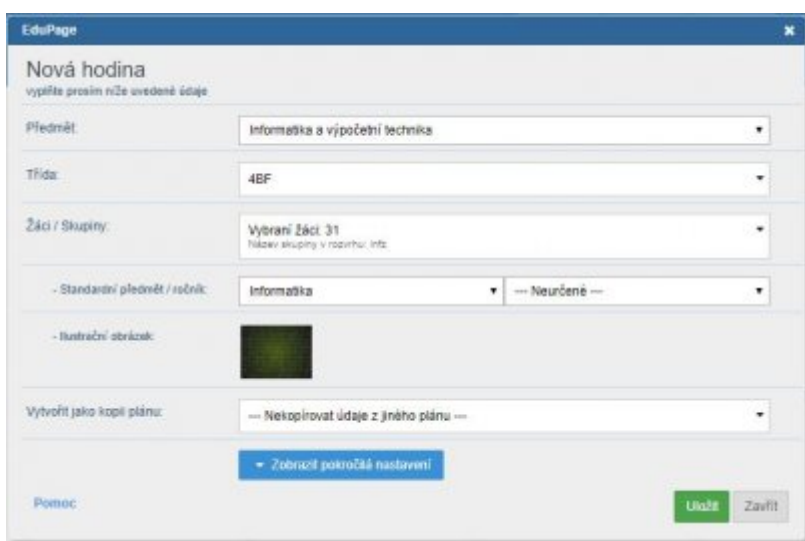 EduPage
Nová hodina
vyplňte prosím níže uvedené údaje
Předmět: Informatika a výpočetní technika
Třída: 4BF
Žáci / Skupiny: Vybraní žáci: 31
Název skupiny v rozvrhu: Infz
- Standardní předmět / ročník: Informatika --- Neurčené ---
- Ilustrační obrázek:
Vytvořit jako kopii plánu: --- Nekopírovat údaje z jiného plánu ---
Zobrazit pokročilá nastavení
Pomoc Uložit Zavřít